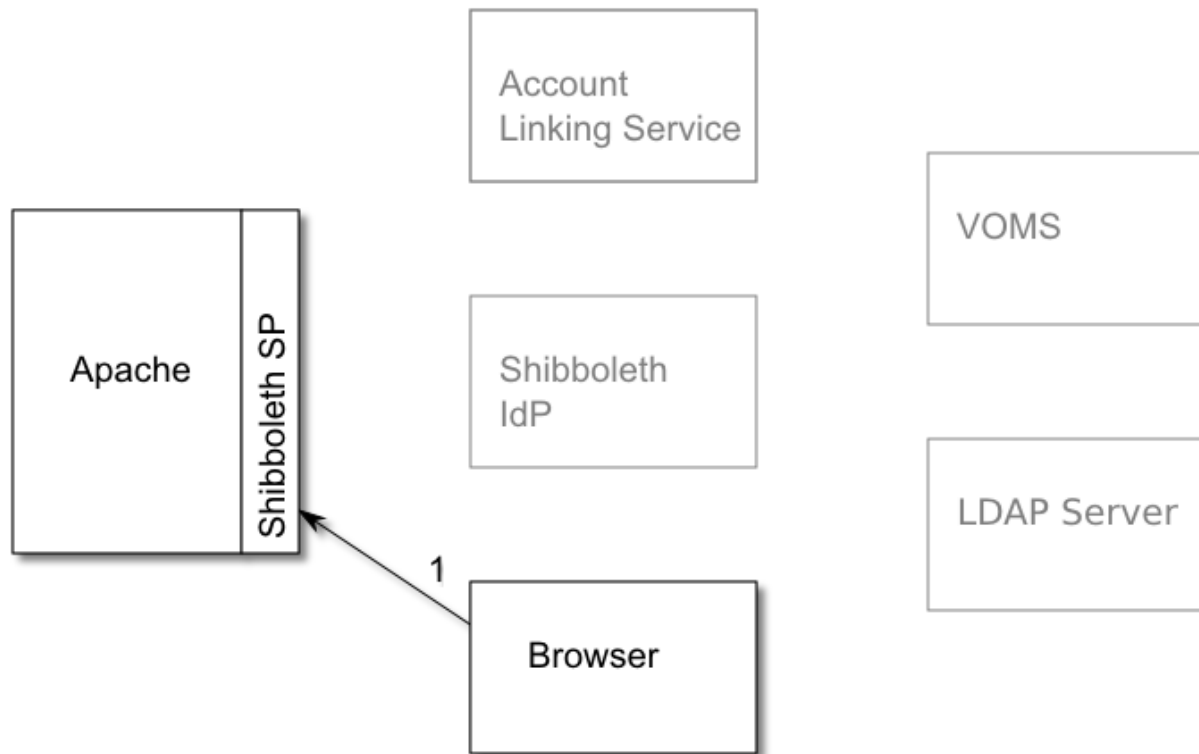 Account
Linking Service
VOMS
Apache
Shibboleth SP
Shibboleth
IdP
LDAP Server
1
Browser